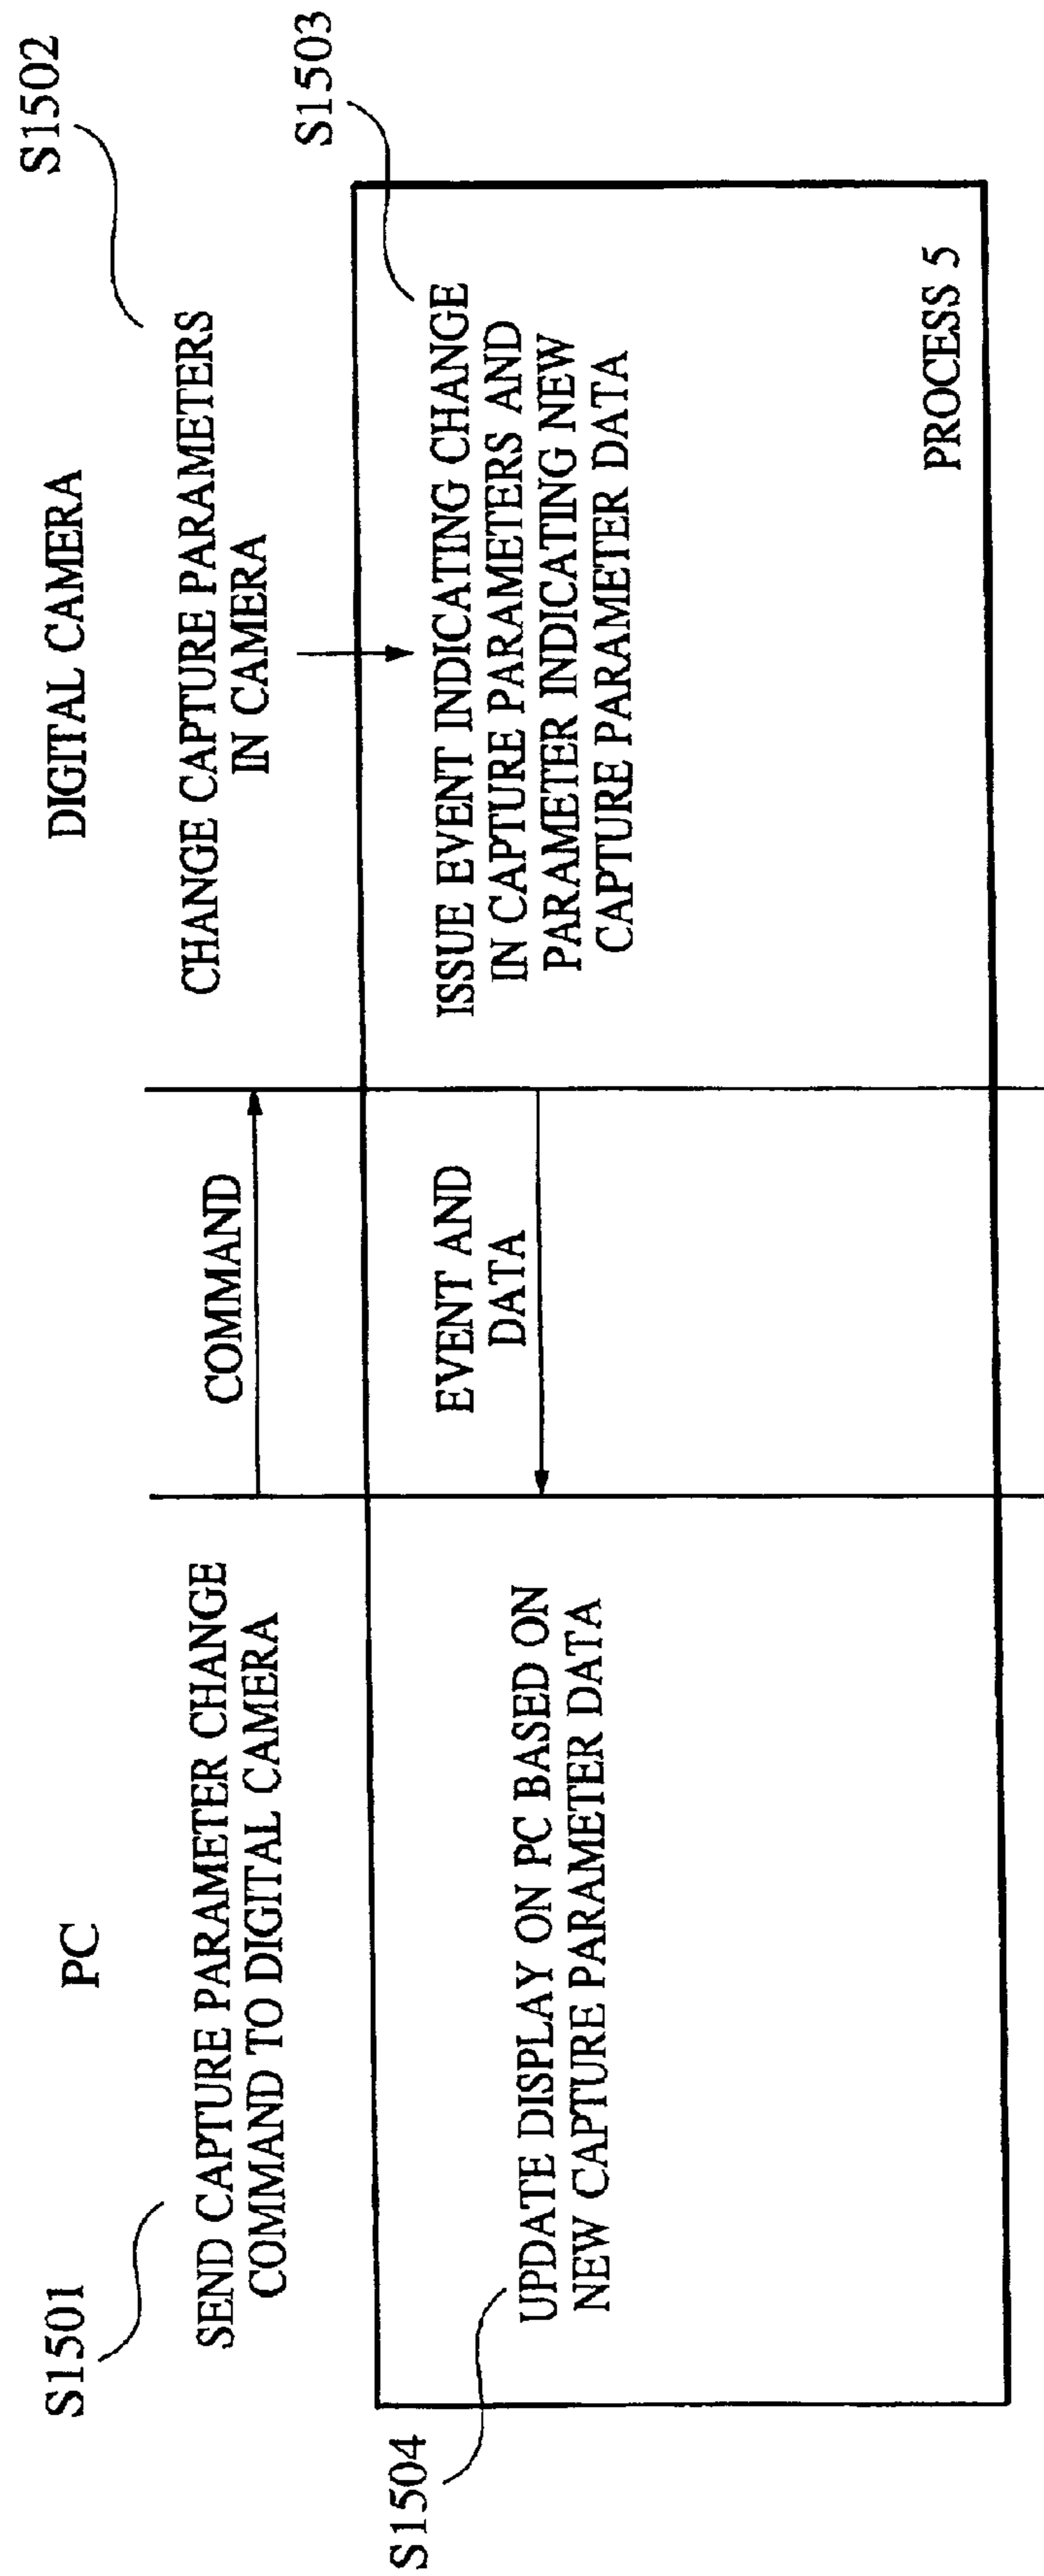 PC
DIGITAL CAMERA
S1501
SEND CAPTURE PARAMETER CHANGE
COMMAND TO DIGITAL CAMERA
COMMAND
S1502
CHANGE CAPTURE PARAMETERS
IN CAMERA
S1503
ISSUE EVENT INDICATING CHANGE
IN CAPTURE PARAMETERS AND
PARAMETER INDICATING NEW
CAPTURE PARAMETER DATA
EVENT AND
DATA
S1504
UPDATE DISPLAY ON PC BASED ON
NEW CAPTURE PARAMETER DATA
PROCESS 5